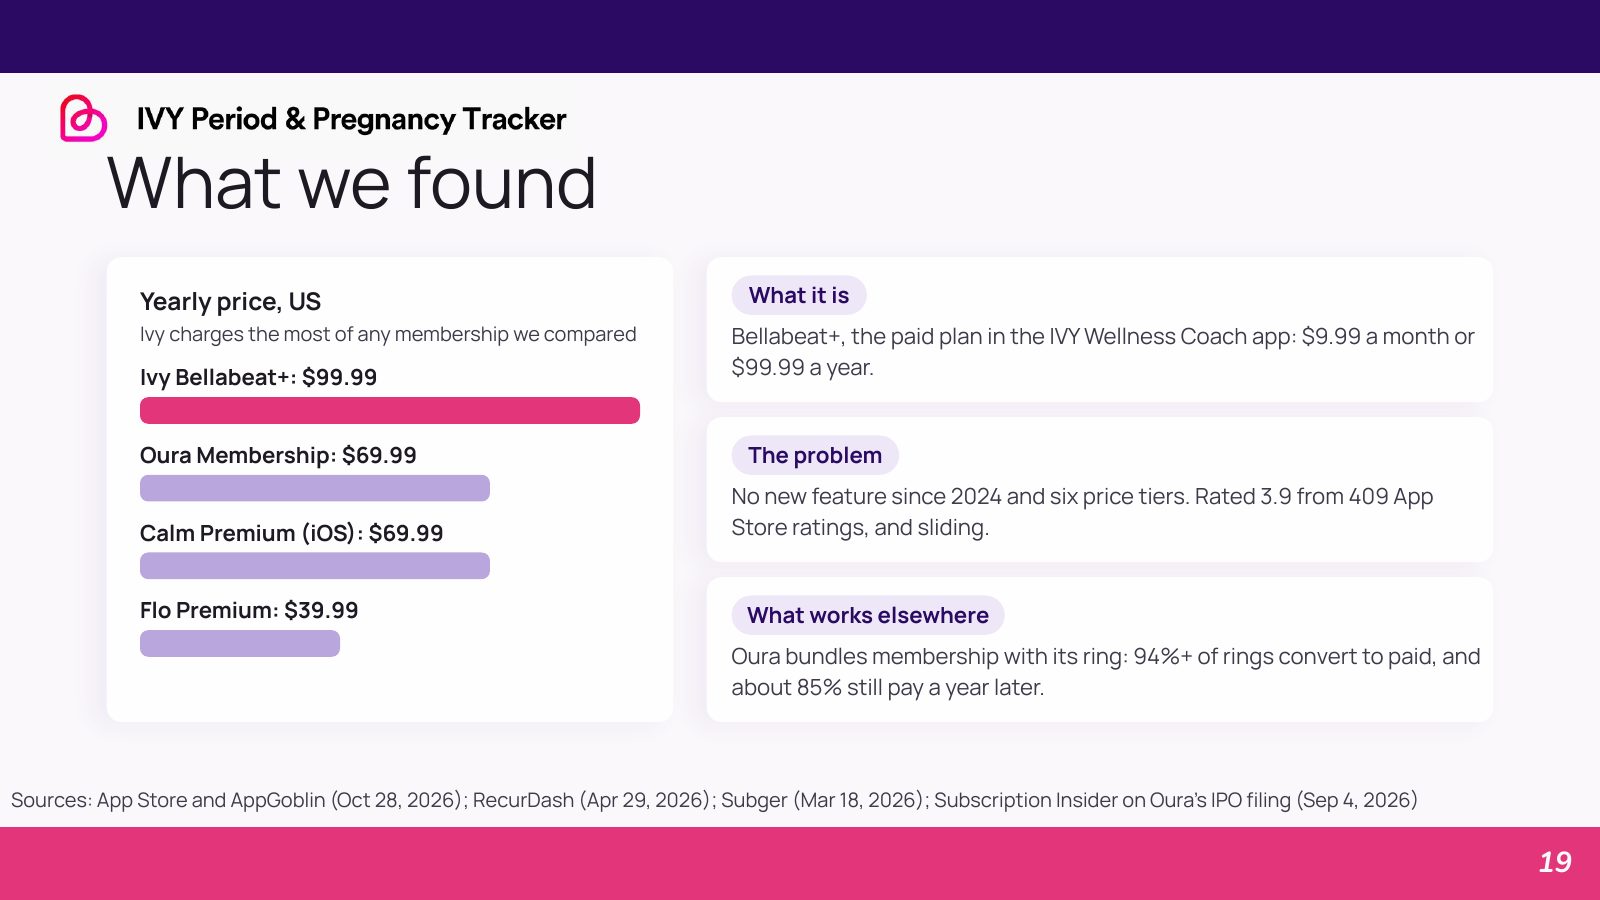 IVY Period & Pregnancy Tracker
What we found
Yearly price, US
Ivy charges the most of any membership we compared
Ivy Bellabeat+: $99.99
Oura Membership: $69.99
Calm Premium (iOS): $69.99
Flo Premium: $39.99
What it is
Bellabeat+, the paid plan in the IVY Wellness Coach app: $9.99 a month or
$99.99 a year.
The problem
No new feature since 2024 and six price tiers. Rated 3.9 from 409 App
Store ratings, and sliding.
What works elsewhere
Oura bundles membership with its ring: 94%+ of rings convert to paid, and
about 85% still pay a year later.
Sources: App Store and AppGoblin (Oct 28, 2026); RecurDash (Apr 29, 2026); Subger (Mar 18, 2026); Subscription Insider on Oura's IPO filing (Sep 4, 2026)
19